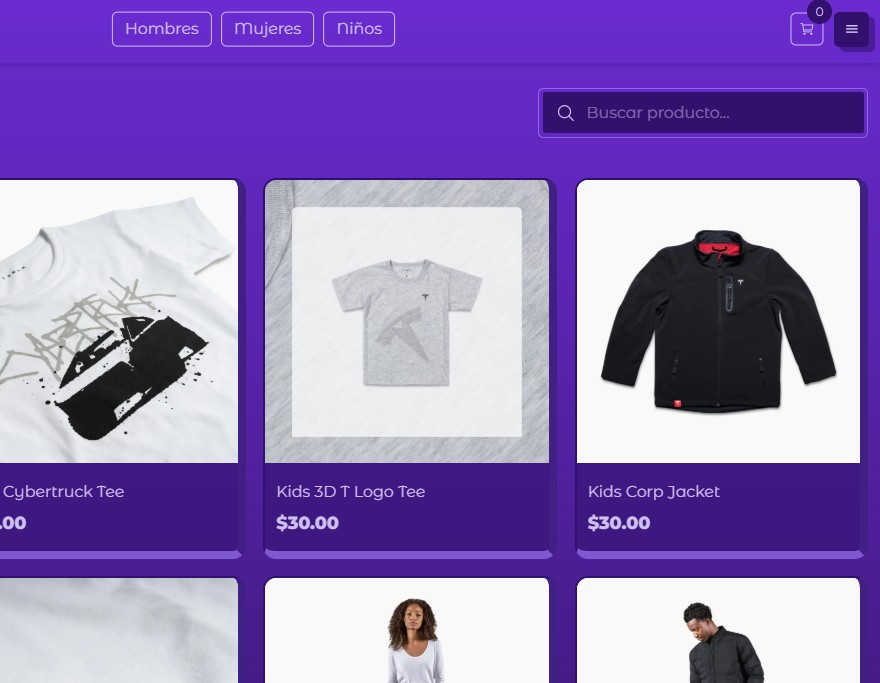 Hombres
Mujeres
Niños
0
Buscar producto...
Cybertruck Tee
.00
Kids 3D T Logo Tee
$30.00
Kids Corp Jacket
$30.00